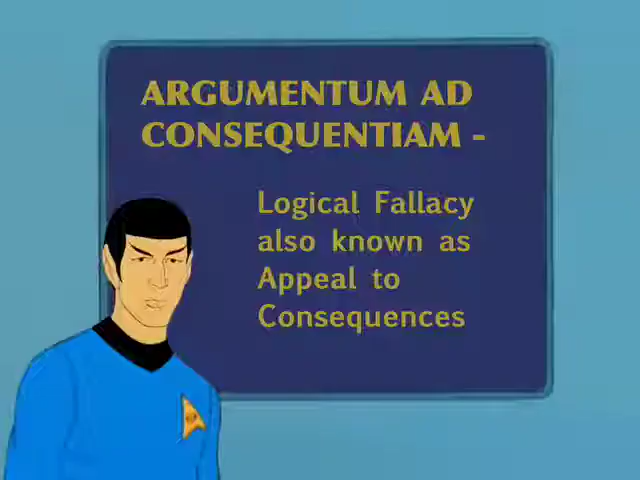 ARGUMENTUM AD
CONSEQUENTIAM -
Logical Fallacy
also known as
Appeal to
Consequences